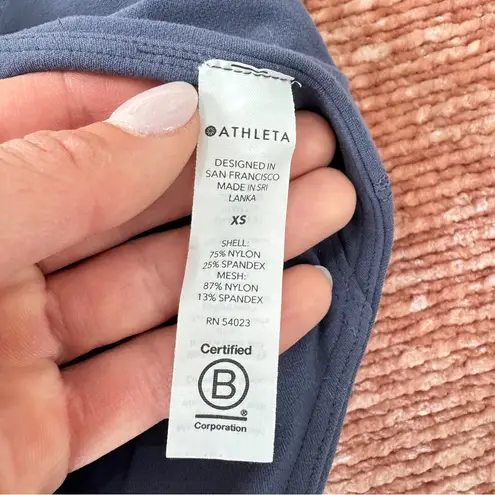 ATHLETA
DESIGNED IN
SAN FRANCISCO
MADE IN SRI
LANKA
XS
SHELL:
75% NYLON
25% SPANDEX
MESH:
87% NYLON
13% SPANDEX
RN 54023
Certified
B
Corporation